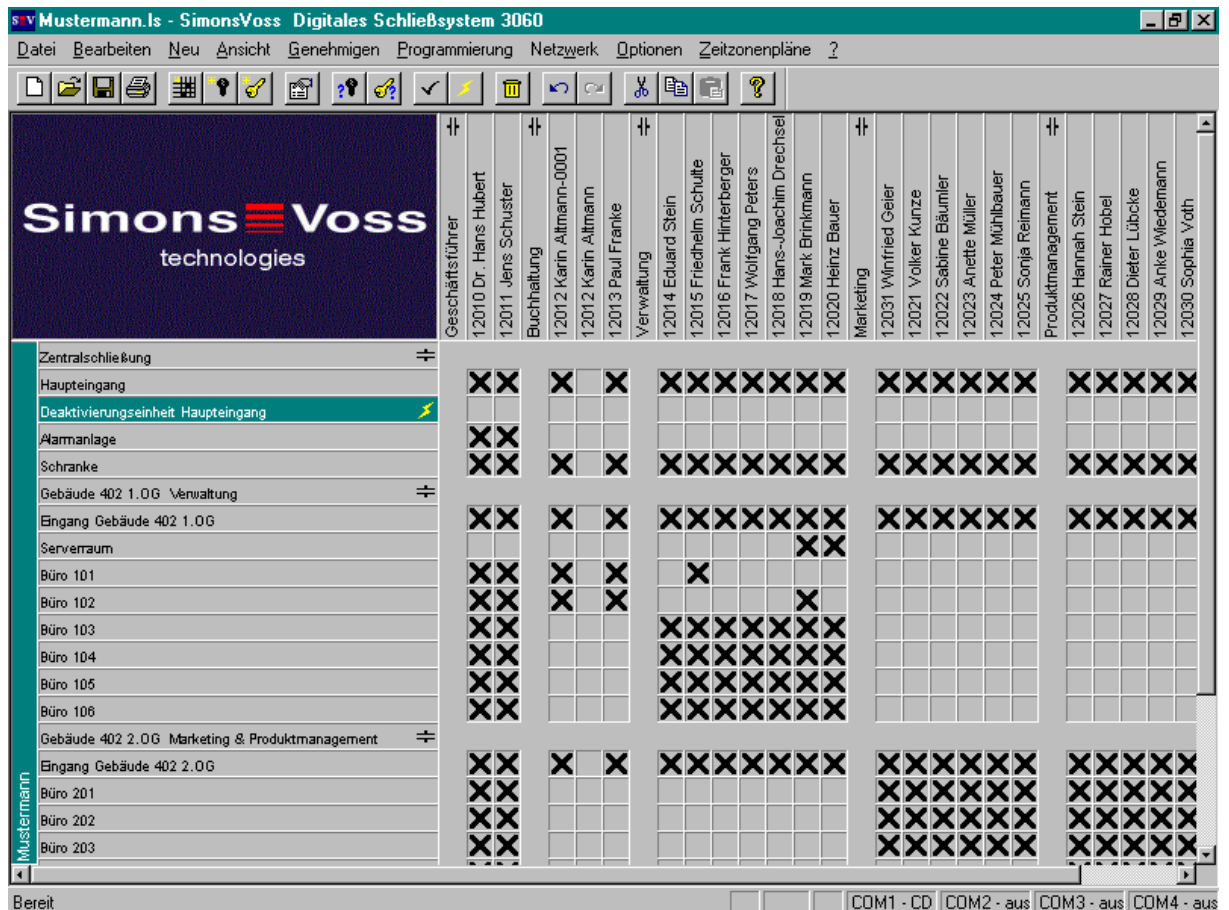 Mustermann.ls - SimonsVoss Digitales Schließsystem 3060
Datei Bearbeiten Neu Ansicht Genehmigen Programmierung Netzwerk Optionen Zeitzonenpläne ?
Simons Voss
technologies
Geschäftsführer
12010 Dr. Hans Hubert
12011 Jens Schuster
Buchhaltung
12012 Karin Altmann-0001
12012 Karin Altmann
12013 Paul Franke
Verwaltung
12014 Eduard Stein
12015 Friedhelm Schulte
12016 Frank Hinterberger
12017 Wolfgang Peters
12018 Hans-Joachim Drechsel
12019 Mark Brinkmann
12020 Heinz Bauer
Marketing
12031 Winfried Geier
12021 Volker Kunze
12022 Sabine Bäumler
12023 Anette Müller
12024 Peter Mühlbauer
12025 Sonja Reimann
Produktmanagement
12026 Hannah Stein
12027 Rainer Hobel
12028 Dieter Lübcke
12029 Anke Wiedemann
12030 Sophia Voth
Mustermann
Zentralschließung
Haupteingang
Deaktivierungseinheit Haupteingang
Alarmanlage
Schranke
Gebäude 402 1.OG Verwaltung
Eingang Gebäude 402 1.OG
Serverraum
Büro 101
Büro 102
Büro 103
Büro 104
Büro 105
Büro 106
Gebäude 402 2.OG Marketing & Produktmanagement
Eingang Gebäude 402 2.OG
Büro 201
Büro 202
Büro 203
Bereit
COM1 - CD COM2 - aus COM3 - aus COM4 - aus